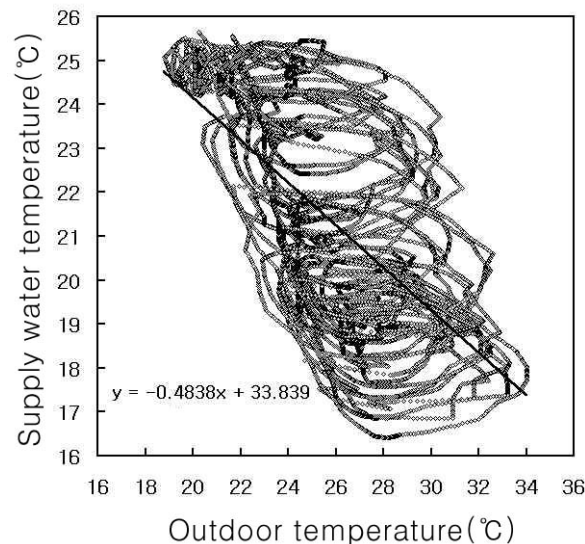 26
25
24
23
22
21
20
19
18
17
16
Supply water temperature(℃)
y = -0.4838x + 33.839
16 18 20 22 24 26 28 30 32 34 36
Outdoor temperature(℃)